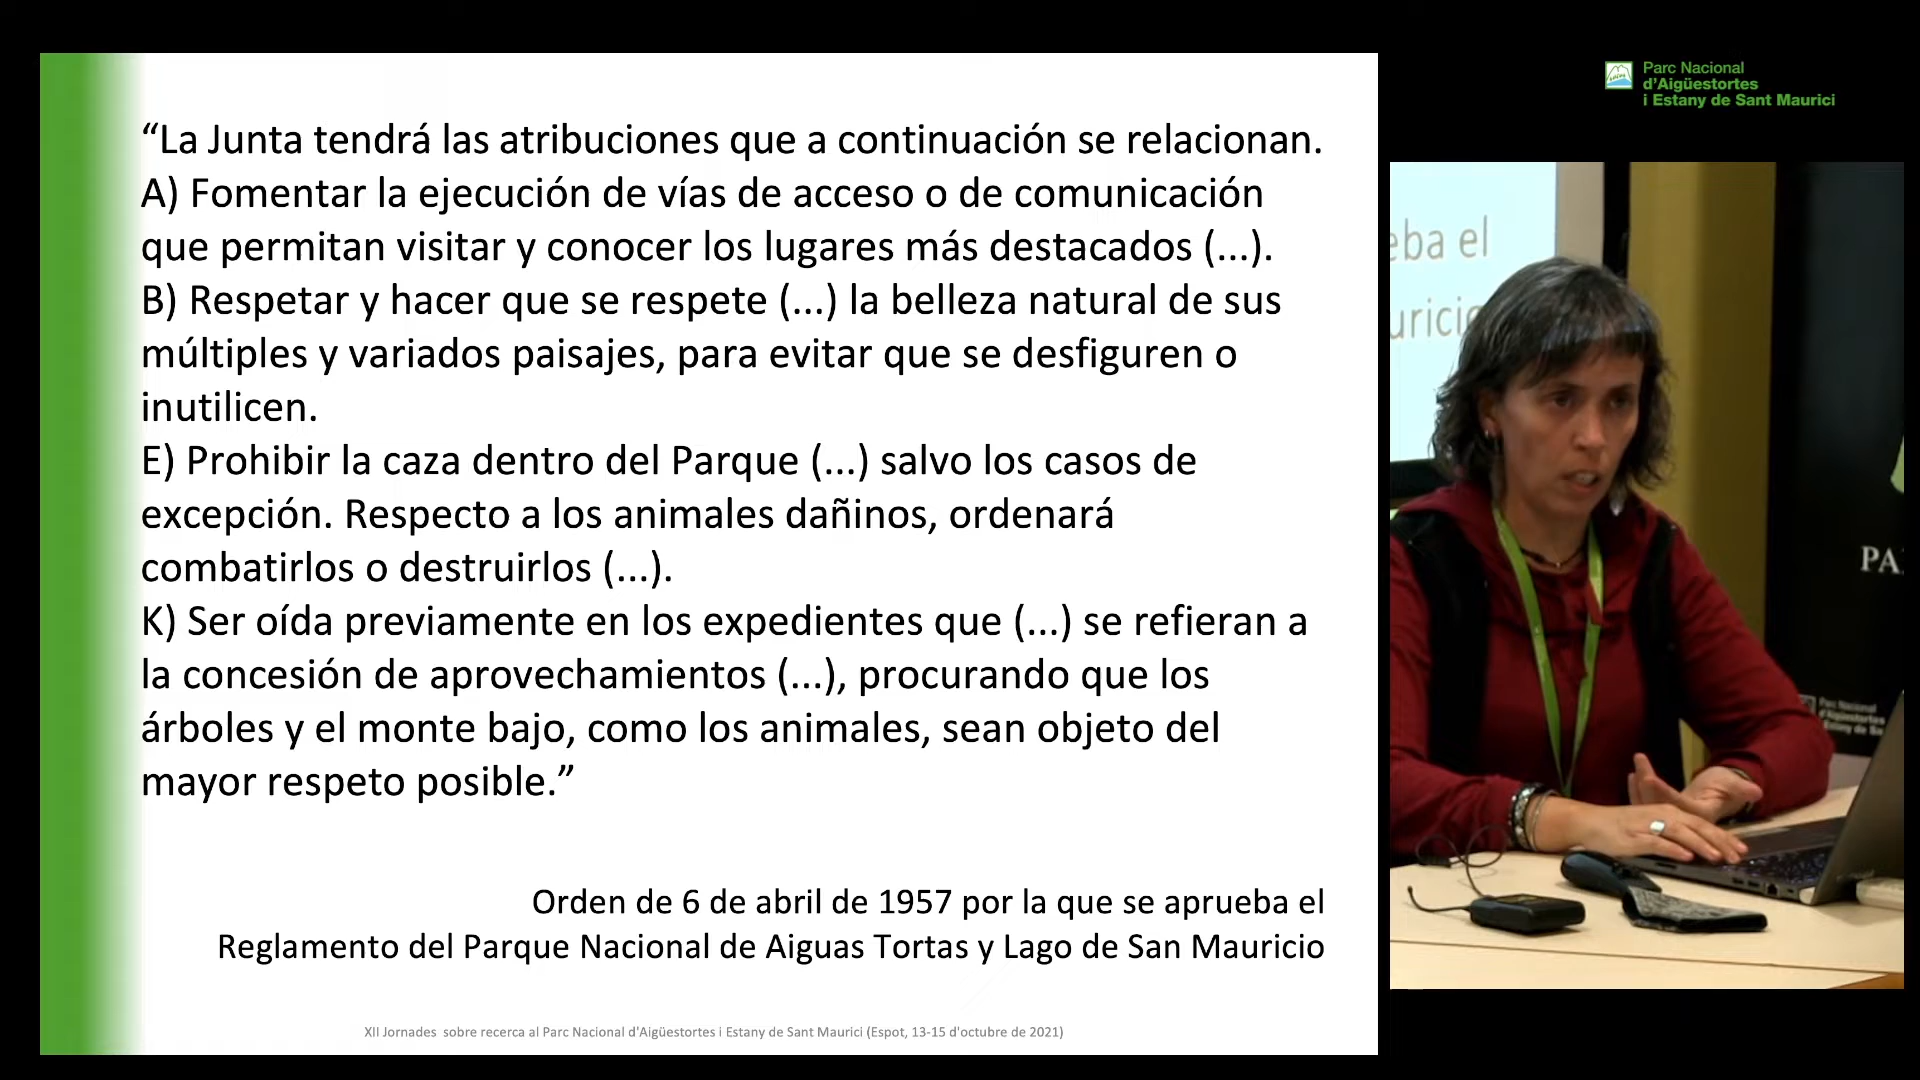 “La Junta tendrá las atribuciones que a continuación se relacionan.
A) Fomentar la ejecución de vías de acceso o de comunicación
que permitan visitar y conocer los lugares más destacados (...).
B) Respetar y hacer que se respete (...) la belleza natural de sus
múltiples y variados paisajes, para evitar que se desfiguren o
inutilicen.
E) Prohibir la caza dentro del Parque (...) salvo los casos de
excepción. Respecto a los animales dañinos, ordenará
combatirlos o destruirlos (...).
K) Ser oída previamente en los expedientes que (...) se refieran a
la concesión de aprovechamientos (...), procurando que los
árboles y el monte bajo, como los animales, sean objeto del
mayor respeto posible.”
Orden de 6 de abril de 1957 por la que se aprueba el
Reglamento del Parque Nacional de Aiguas Tortas y Lago de San Mauricio
XII Jornades sobre recerca al Parc Nacional d'Aigüestortes i Estany de Sant Maurici (Espot, 13-15 d'octubre de 2021)
Parc Nacional
d'Aigüestortes
i Estany de Sant Maurici
eba el
uricio
PA
Parc Nacional
d'Aigüestortes